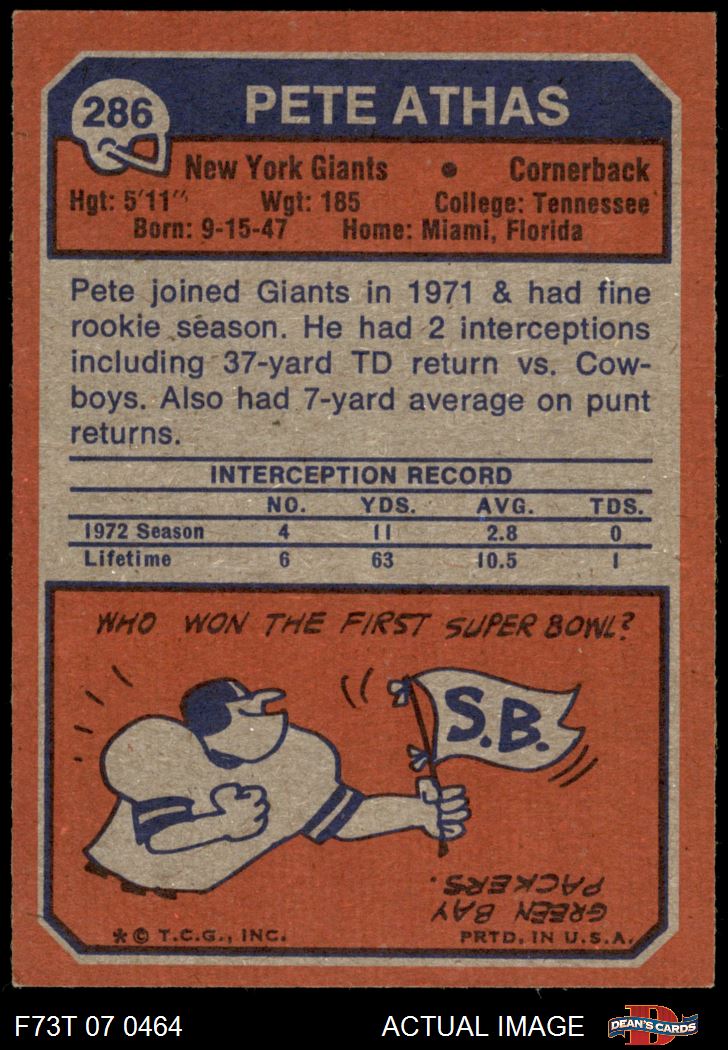 286
PETE ATHAS
New York Giants • Cornerback
Hgt: 5'11" Wgt: 185 College: Tennessee
Born: 9-15-47 Home: Miami, Florida
Pete joined Giants in 1971 & had fine
rookie season. He had 2 interceptions
including 37-yard TD return vs. Cow-
boys. Also had 7-yard average on punt
returns.
INTERCEPTION RECORD
NO. YDS. AVG. TDS.
1972 Season 4 11 2.8 0
Lifetime 6 63 10.5 1
WHO WON THE FIRST SUPER BOWL?
S.B.
GREEN BAY
PACKERS.
* © T.C.G., INC. PRTD. IN U.S.A.
F73T 07 0464 ACTUAL IMAGE D DEAN'S CARDS